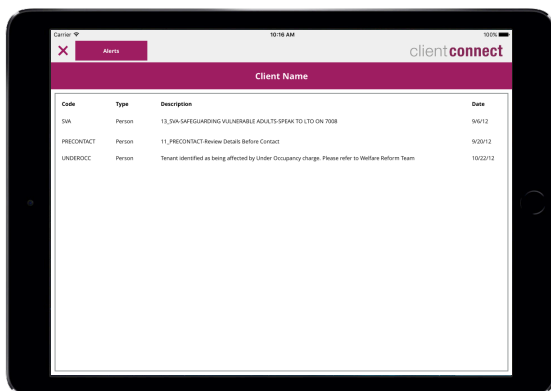 Carrier 10:16 AM 100%
Alerts clientconnect
Client Name
Code Type Description Date
SVA Person 13_SVA-SAFEGUARDING VULNERABLE ADULTS-SPEAK TO LTO ON 7008 9/6/12
PRECONTACT Person 11_PRECONTACT-Review Details Before Contact 9/20/12
UNDEROCC Person Tenant identified as being affected by Under Occupancy charge. Please refer to Welfare Reform Team 10/22/12